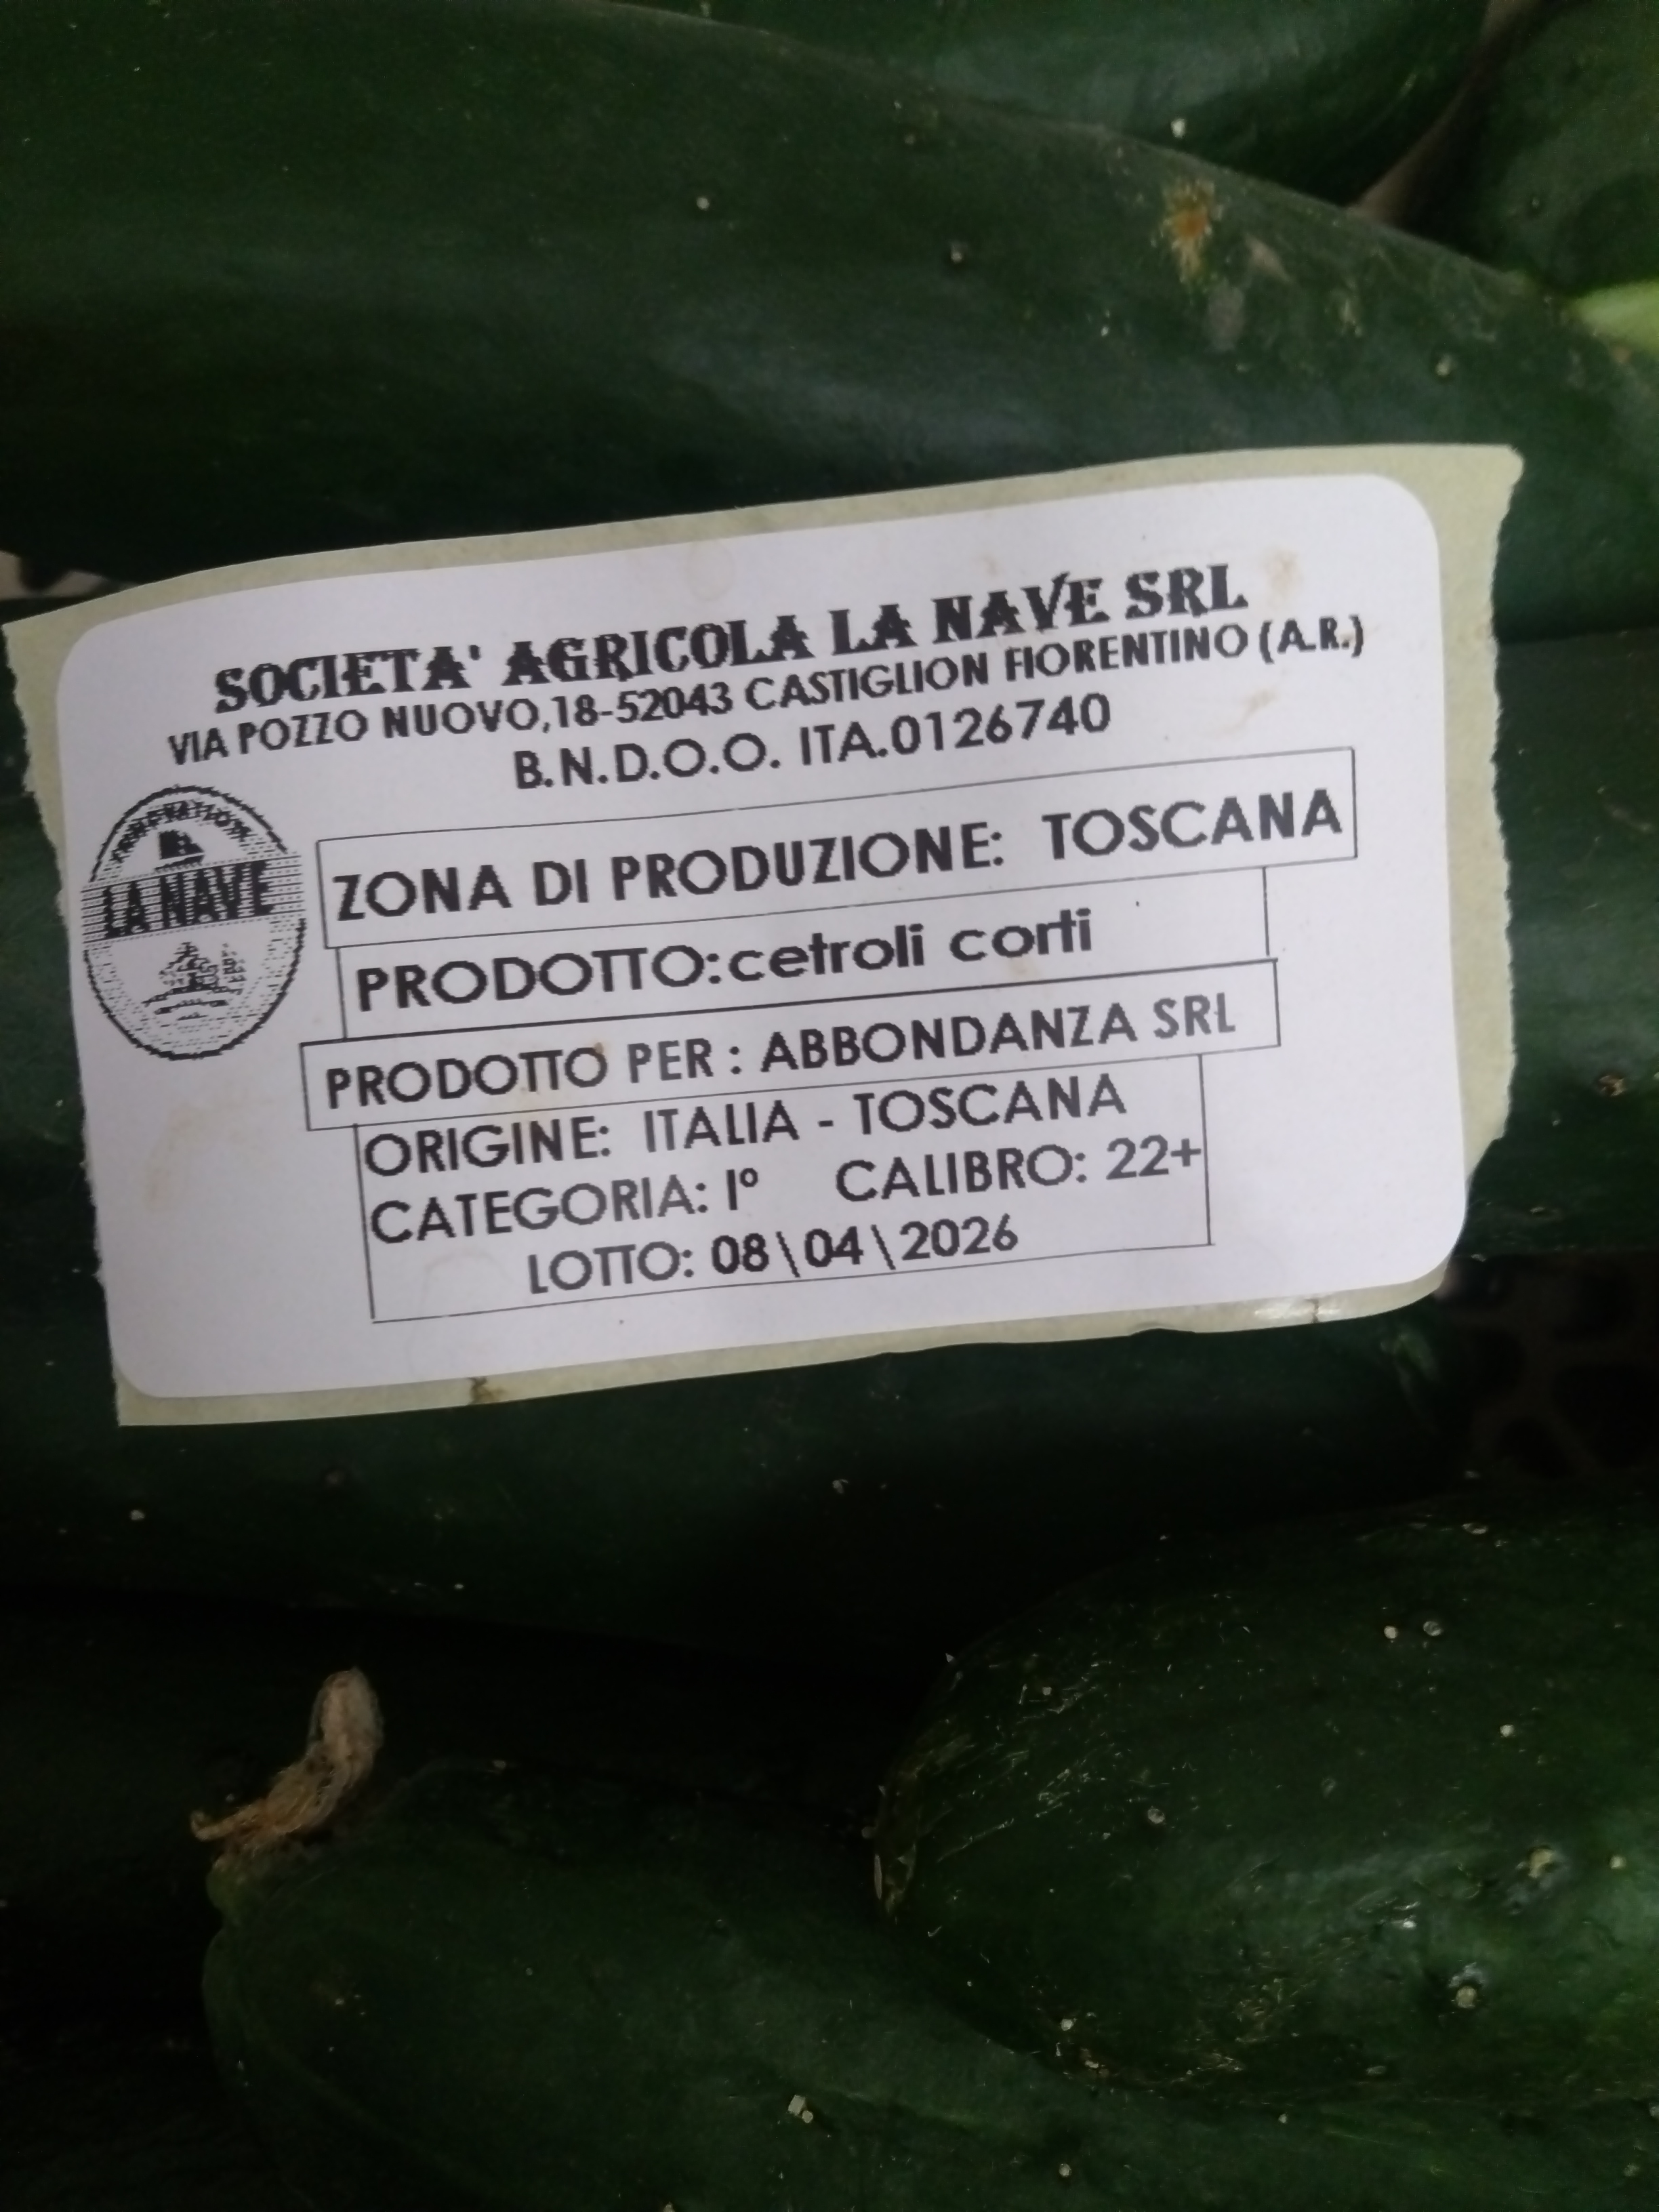 SOCIETA' AGRICOLA LA NAVE SRL
VIA POZZO NUOVO,18-52043 CASTIGLION FIORENTINO (A.R.)
B.N.D.O.O. ITA.0126740
LA NAVE
ZONA DI PRODUZIONE: TOSCANA
PRODOTTO:cetroli corti
PRODOTTO PER : ABBONDANZA SRL
ORIGINE: ITALIA - TOSCANA
CATEGORIA: I° CALIBRO: 22+
LOTTO: 08\04\2026